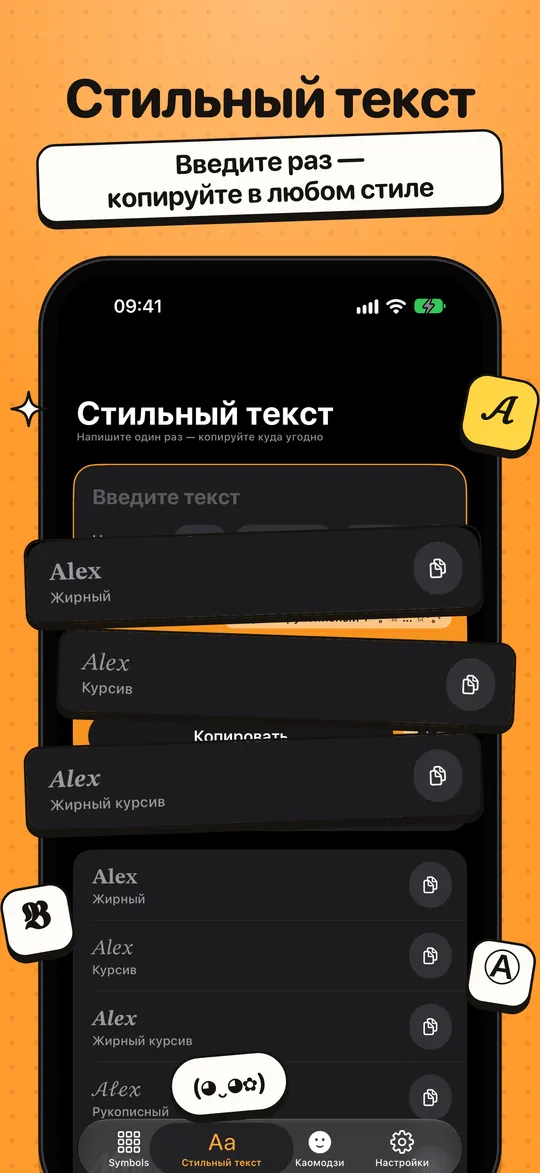 Стильный текст
Введите раз —
копируйте в любом стиле
09:41
𝓐
Стильный текст
Напишите один раз — копируйте куда угодно
Введите текст
Alex
Жирный
Alex
Курсив
Копировать
Alex
Жирный курсив
Alex
Жирный
𝕭
Alex
Курсив
Ⓐ
Alex
Жирный курсив
Alex
Рукописный
(◕‿◕✿)
Aa
Symbols
Стильный текст
Каомодзи
Настройки